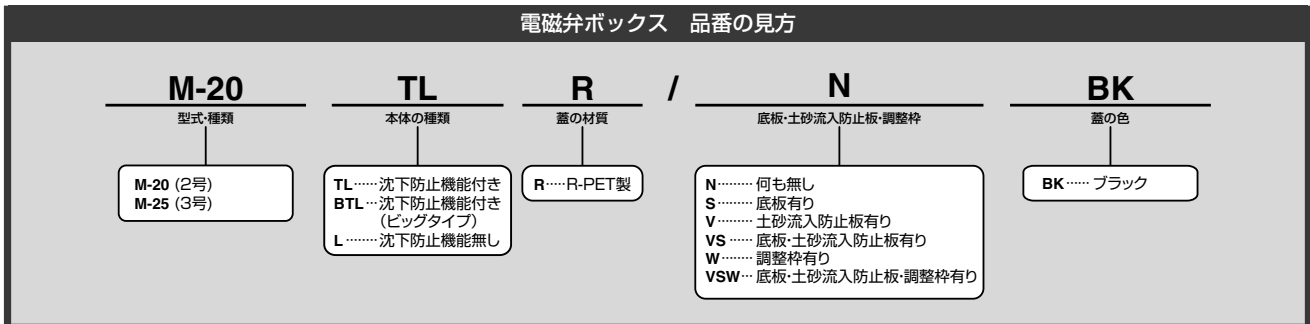 電磁弁ボックス　品番の見方
M-20 TL R / N BK
型式・種類 本体の種類 蓋の材質 底板・土砂流入防止板・調整枠 蓋の色
M-20 (2号)
M-25 (3号)
TL……沈下防止機能付き
BTL…沈下防止機能付き
（ビッグタイプ）
L………沈下防止機能無し
R……R-PET製
N………何も無し
S………底板有り
V………土砂流入防止板有り
VS……底板・土砂流入防止板有り
W………調整枠有り
VSW…底板・土砂流入防止板・調整枠有り
BK……ブラック